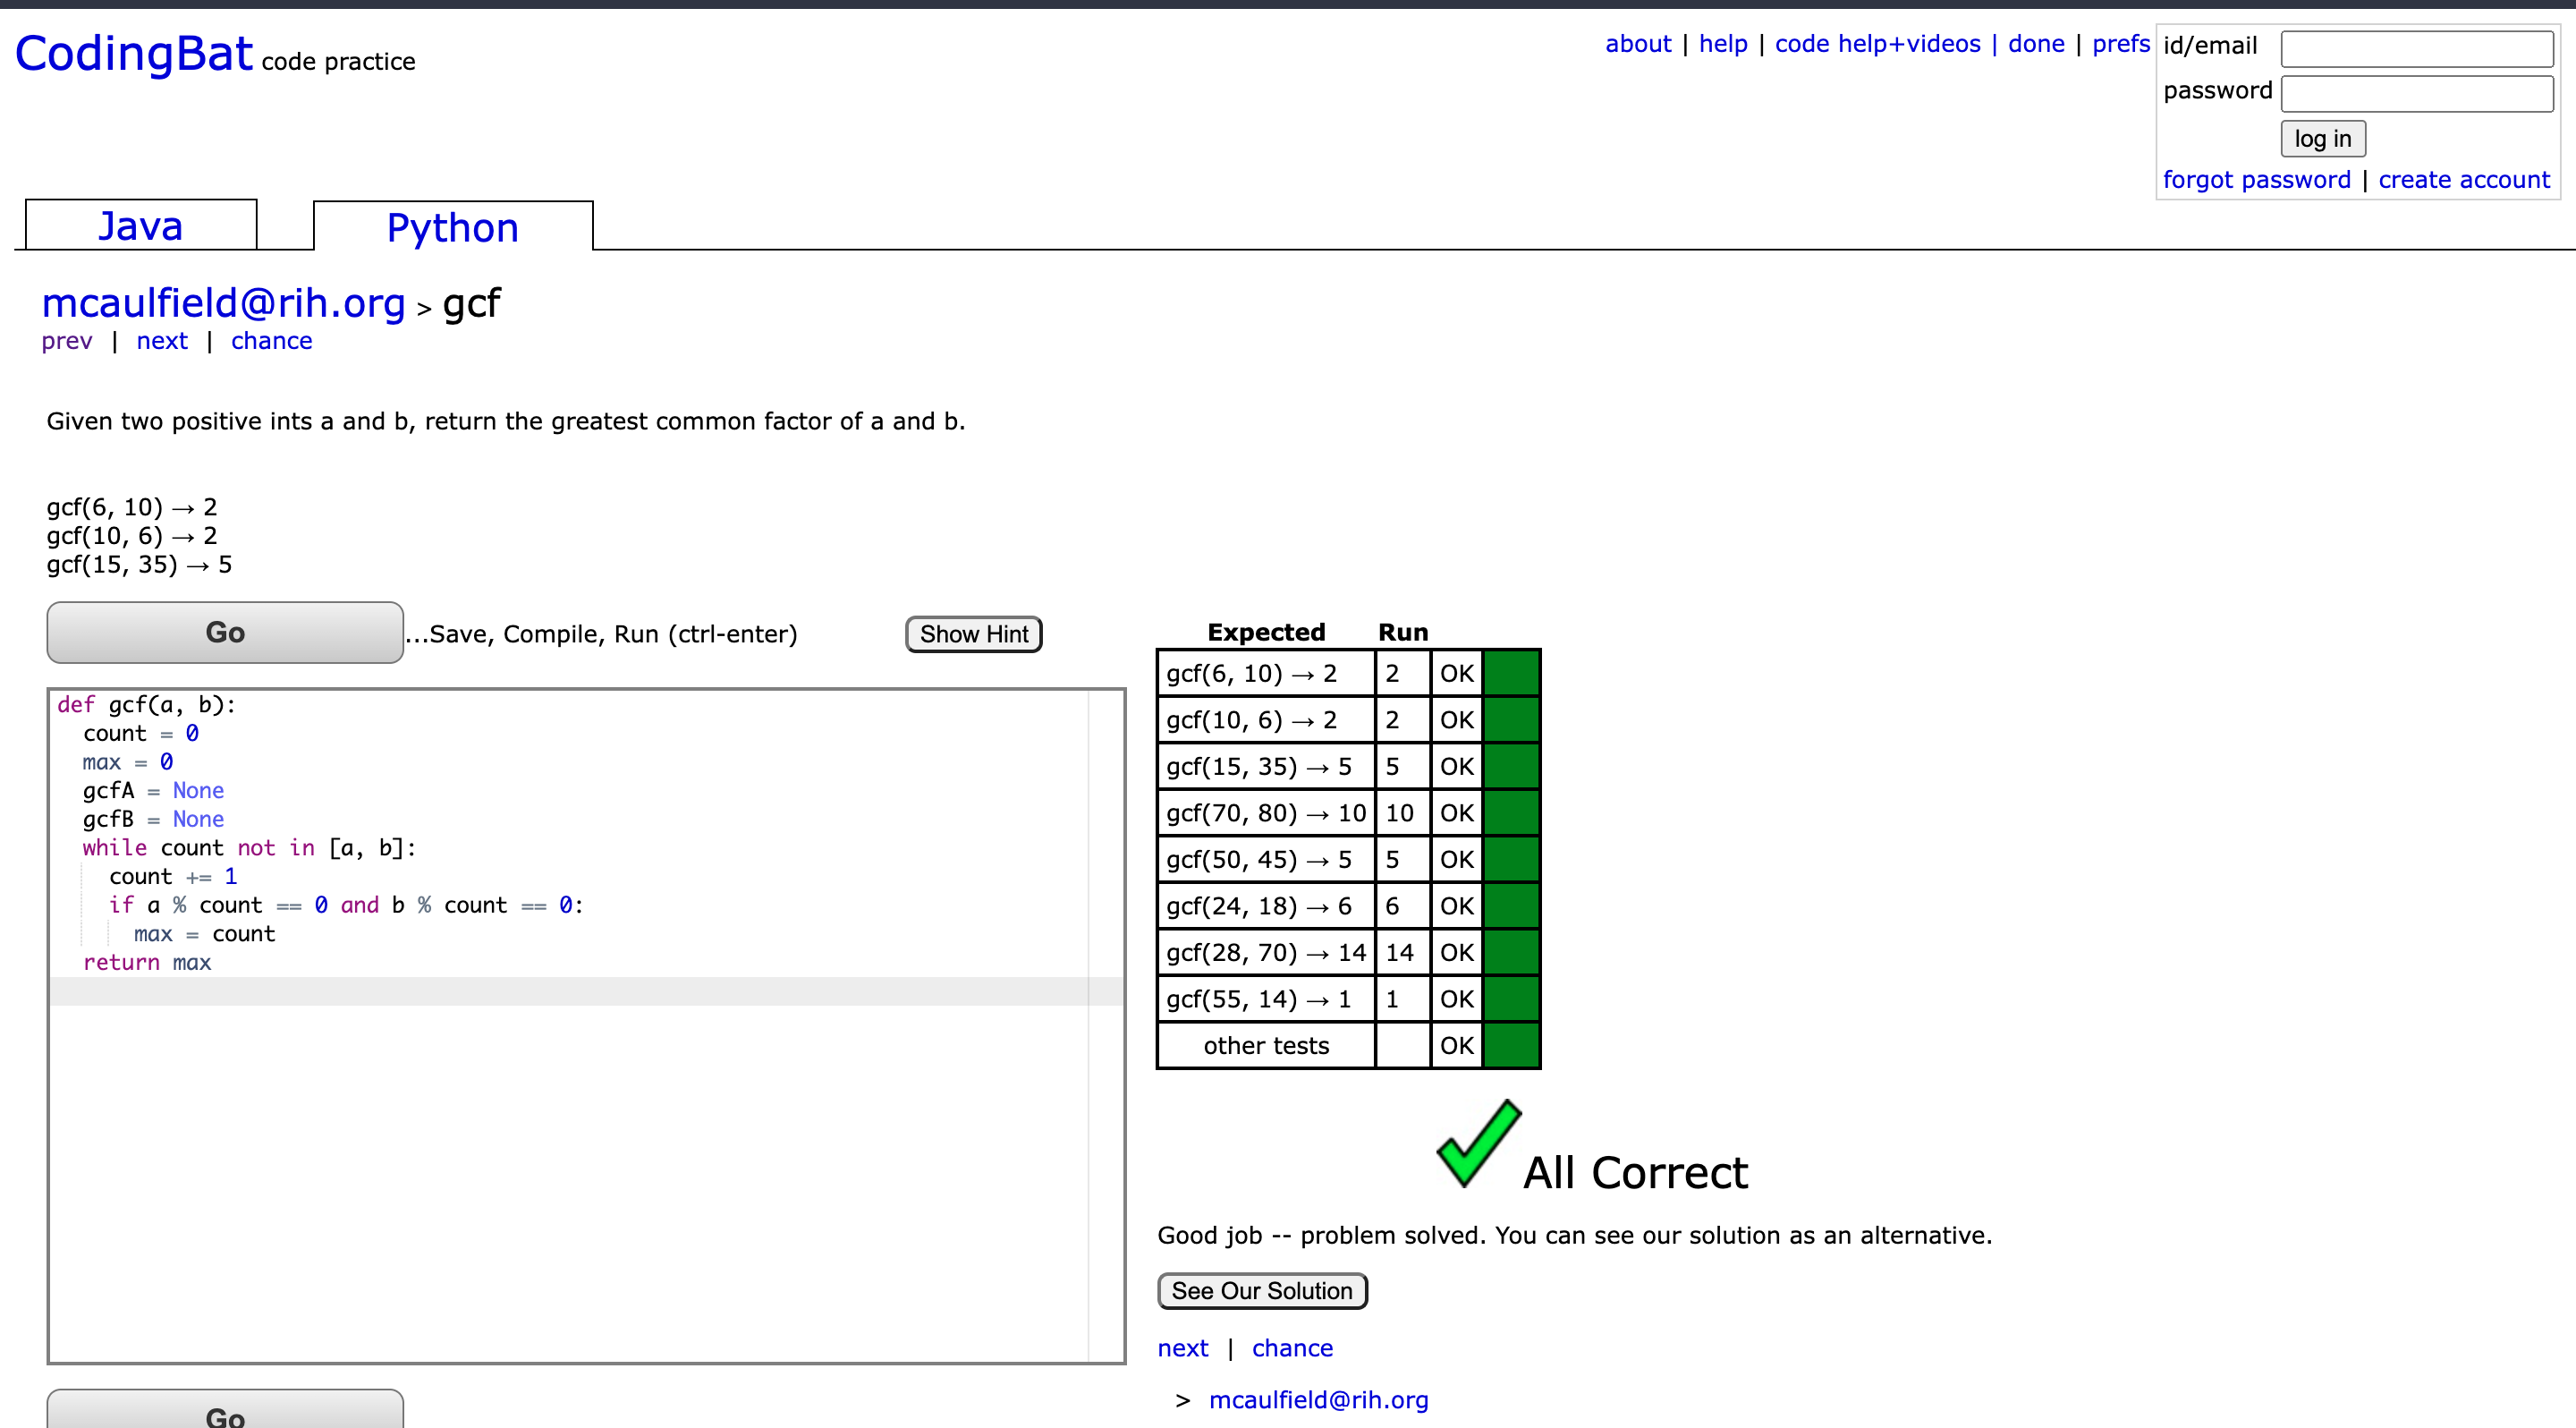 CodingBat code practice
about | help | code help+videos | done | prefs
id/email
password
log in
forgot password | create account
Java
Python
mcaulfield@rih.org > gcf
prev | next | chance
Given two positive ints a and b, return the greatest common factor of a and b.
gcf(6, 10) → 2
gcf(10, 6) → 2
gcf(15, 35) → 5
Go
...Save, Compile, Run (ctrl-enter)
Show Hint
def gcf(a, b):
  count = 0
  max = 0
  gcfA = None
  gcfB = None
  while count not in [a, b]:
    count += 1
    if a % count == 0 and b % count == 0:
      max = count
  return max
Go
Expected Run
gcf(6, 10) → 2 2 OK
gcf(10, 6) → 2 2 OK
gcf(15, 35) → 5 5 OK
gcf(70, 80) → 10 10 OK
gcf(50, 45) → 5 5 OK
gcf(24, 18) → 6 6 OK
gcf(28, 70) → 14 14 OK
gcf(55, 14) → 1 1 OK
other tests OK
All Correct
Good job -- problem solved. You can see our solution as an alternative.
See Our Solution
next | chance
> mcaulfield@rih.org